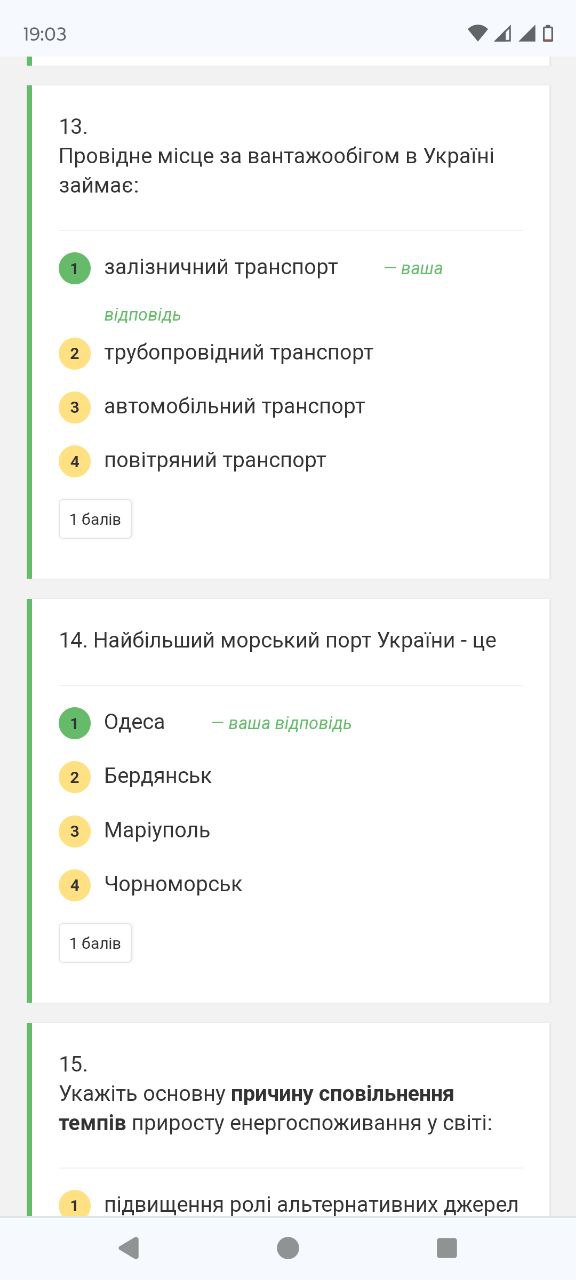 19:03
13.
Провідне місце за вантажообігом в Україні
займає:
1 залізничний транспорт — ваша
відповідь
2 трубопровідний транспорт
3 автомобільний транспорт
4 повітряний транспорт
1 балів
14. Найбільший морський порт України - це
1 Одеса — ваша відповідь
2 Бердянськ
3 Маріуполь
4 Чорноморськ
1 балів
15.
Укажіть основну причину сповільнення
темпів приросту енергоспоживання у світі:
1 підвищення ролі альтернативних джерел